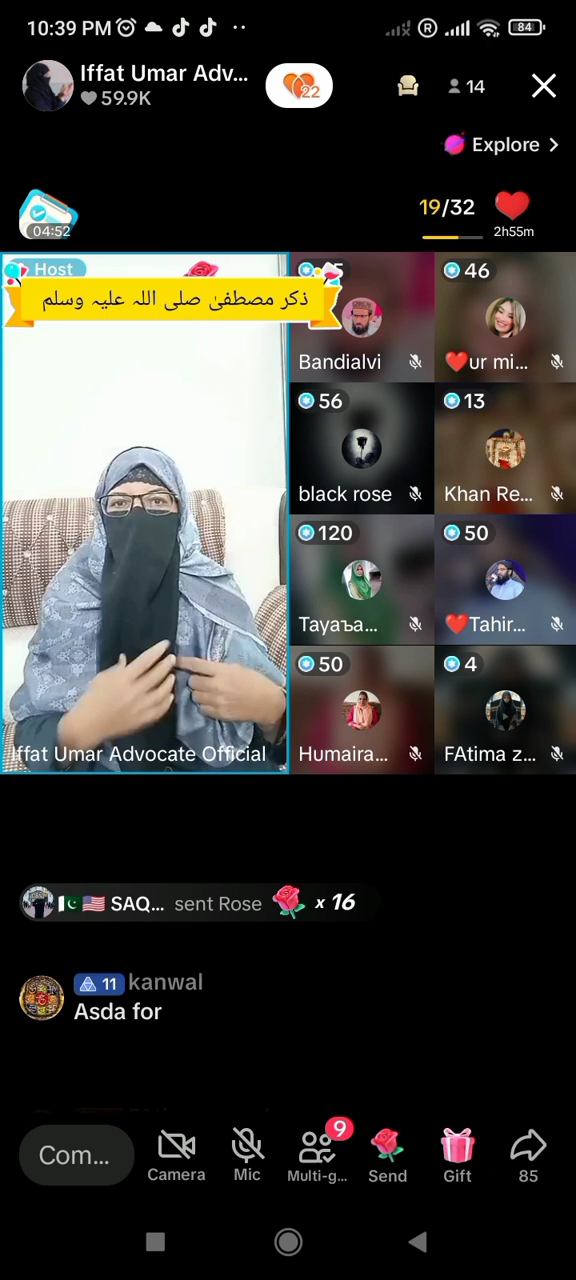 10:39 PM
84
Iffat Umar Adv...
59.9K
22
14
Explore
04:52
19/32
2h55m
Host
ذکر مصطفیٰ صلی اللہ علیہ وسلم
Iffat Umar Advocate Official
Bandialvi
46
ur mi...
56
black rose
13
Khan Re...
120
50
Tahir...
50
Humaira...
4
FAtima z...
SAQ... sent Rose x 16
11 kanwal
Asda for
Com...
Camera
Mic
9
Multi-g...
Send
Gift
85